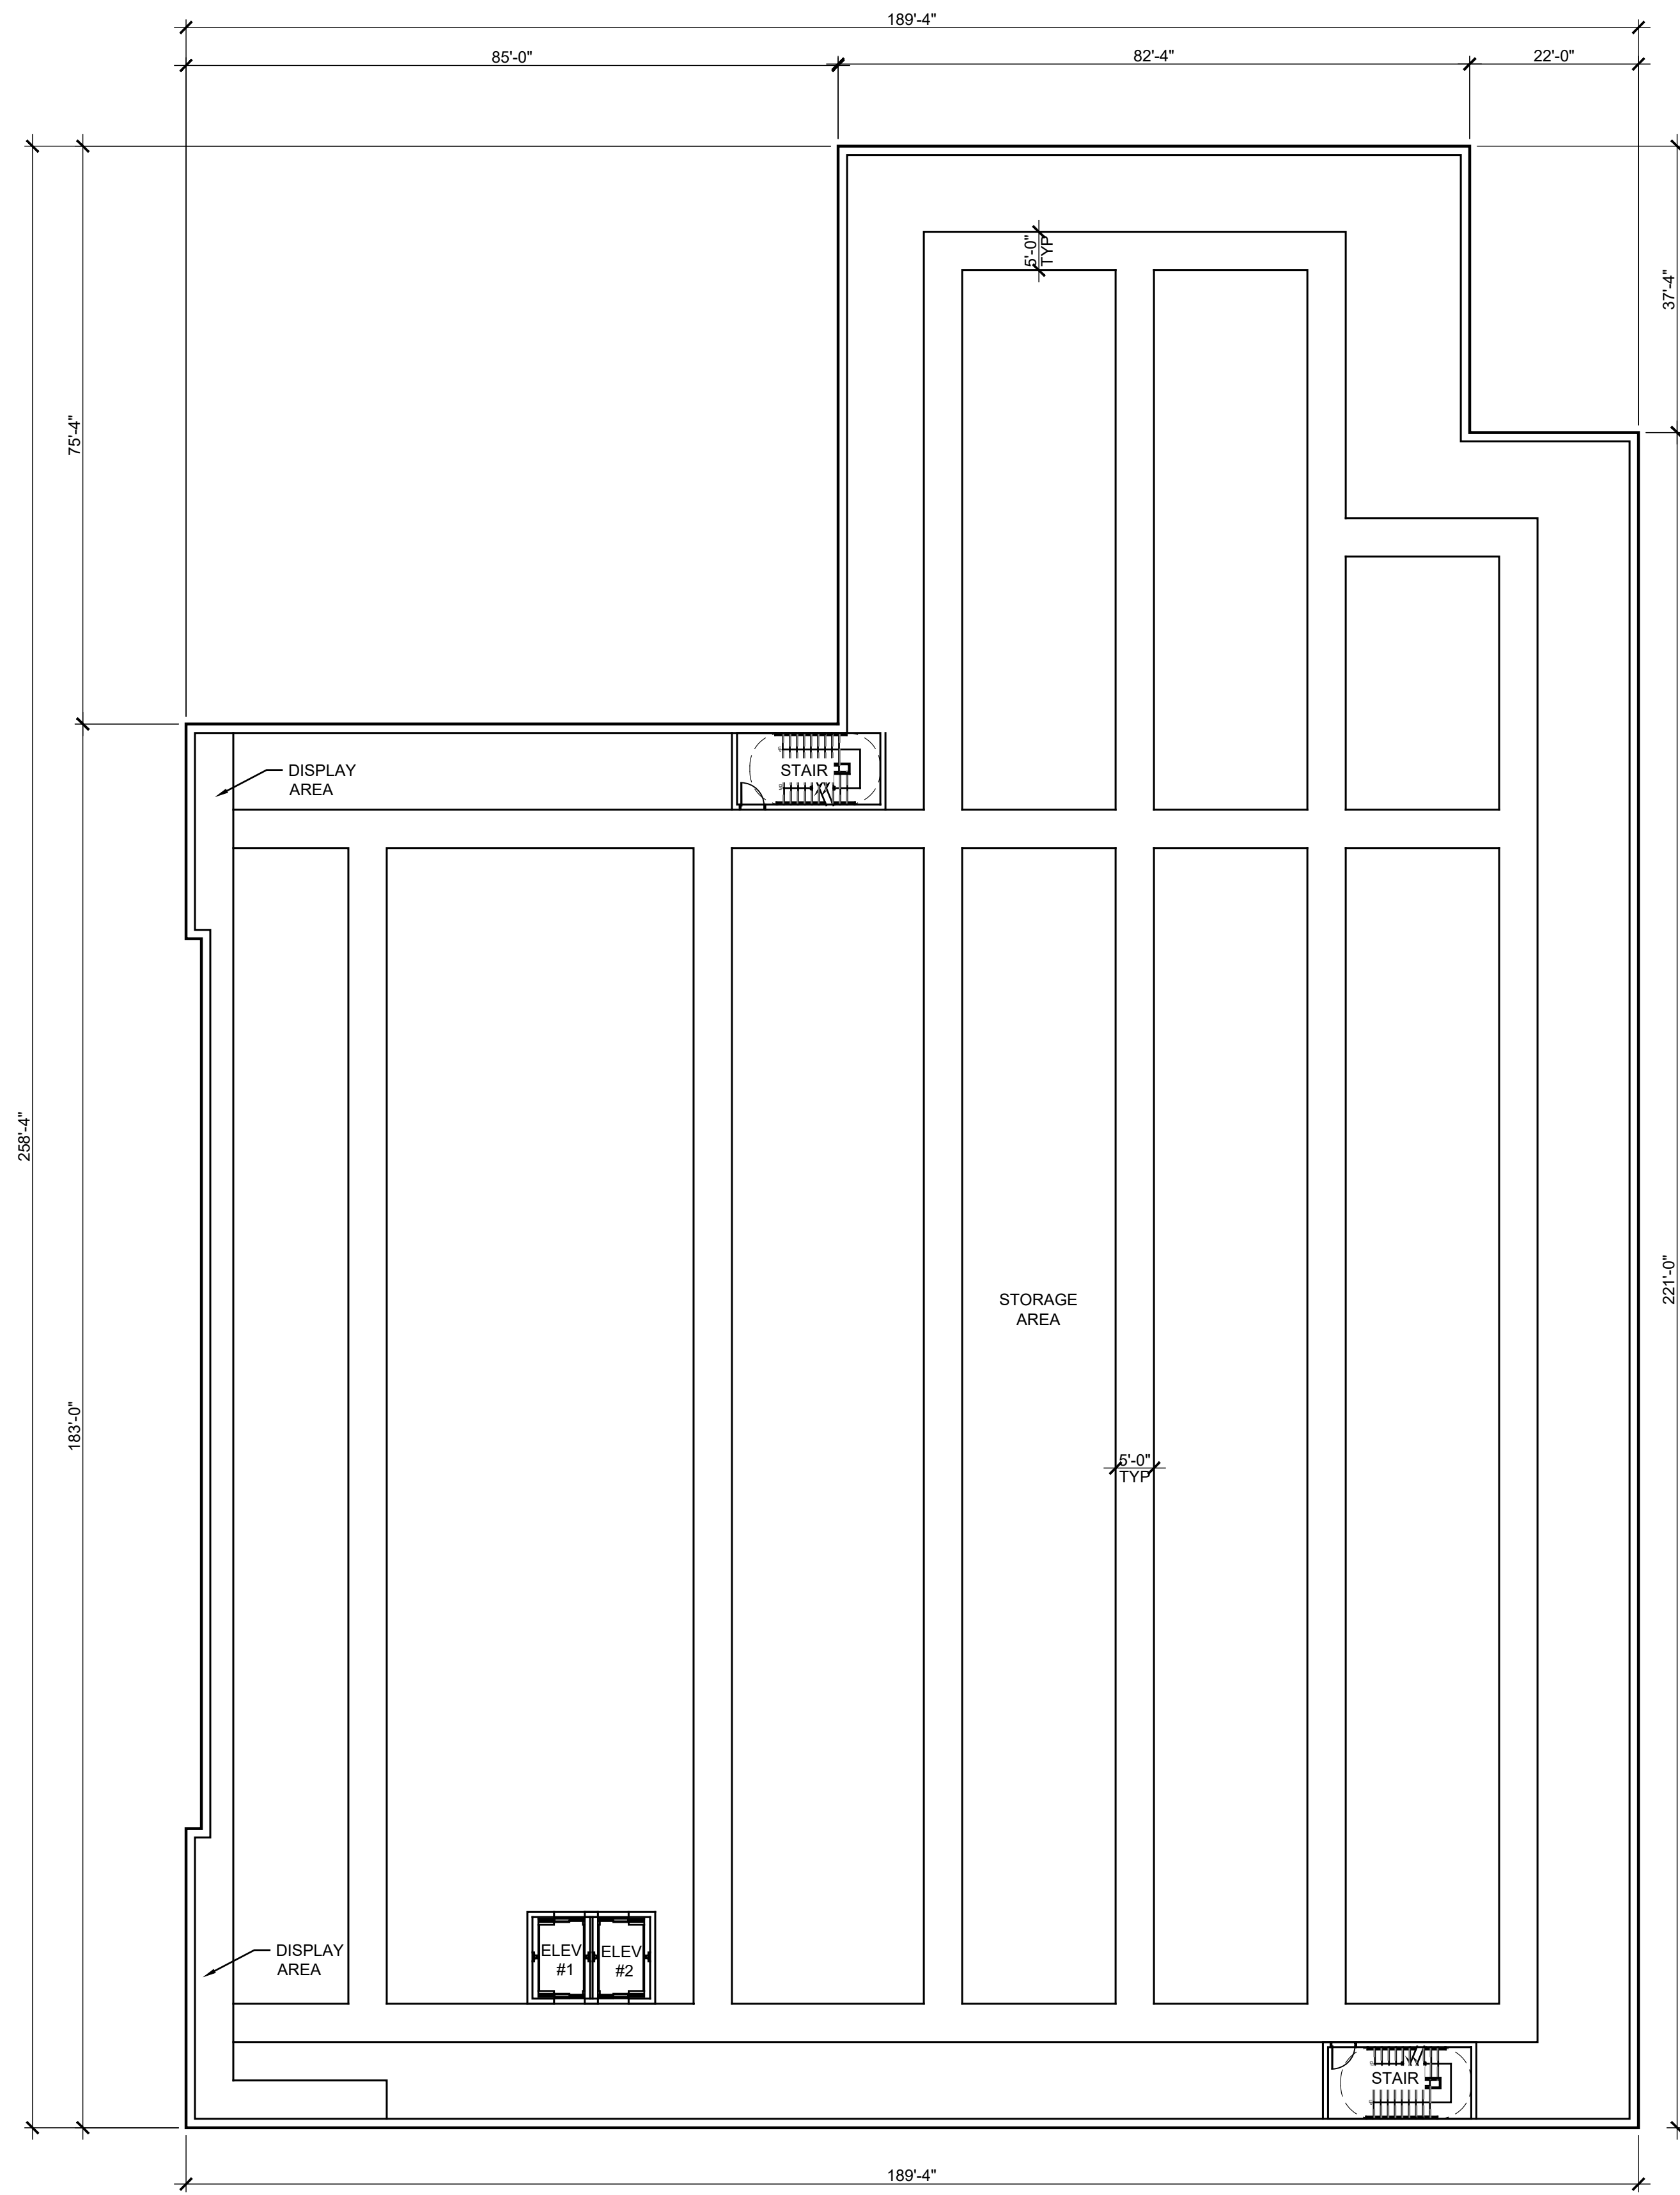 189'-4"
85'-0"
82'-4"
22'-0"
5'-0"
TYP
37'-4"
75'-4"
DISPLAY
AREA
STAIR
258'-4"
STORAGE
AREA
221'-0"
183'-0"
5'-0"
TYP
DISPLAY
AREA
ELEV
#1
ELEV
#2
STAIR
189'-4"